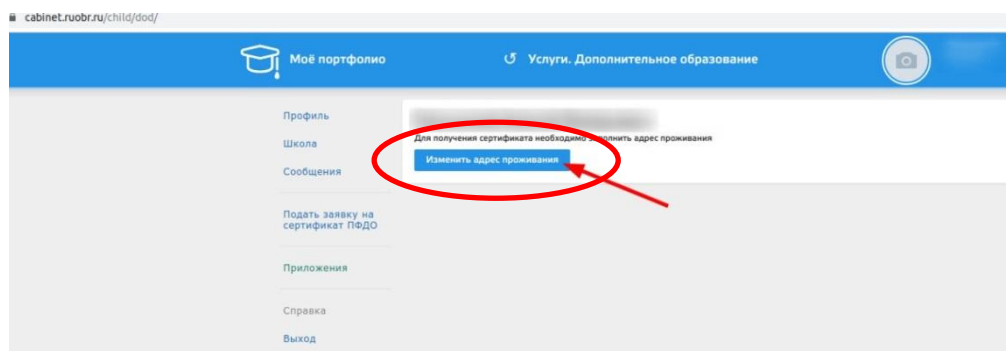 cabinet.ruobr.ru/child/dod/
Моё портфолио
Услуги. Дополнительное образование
Профиль
Школа
Сообщения
Подать заявку на
сертификат ПФДО
Приложения
Справка
Выход
Для получения сертификата необходимо заполнить адрес проживания
Изменить адрес проживания